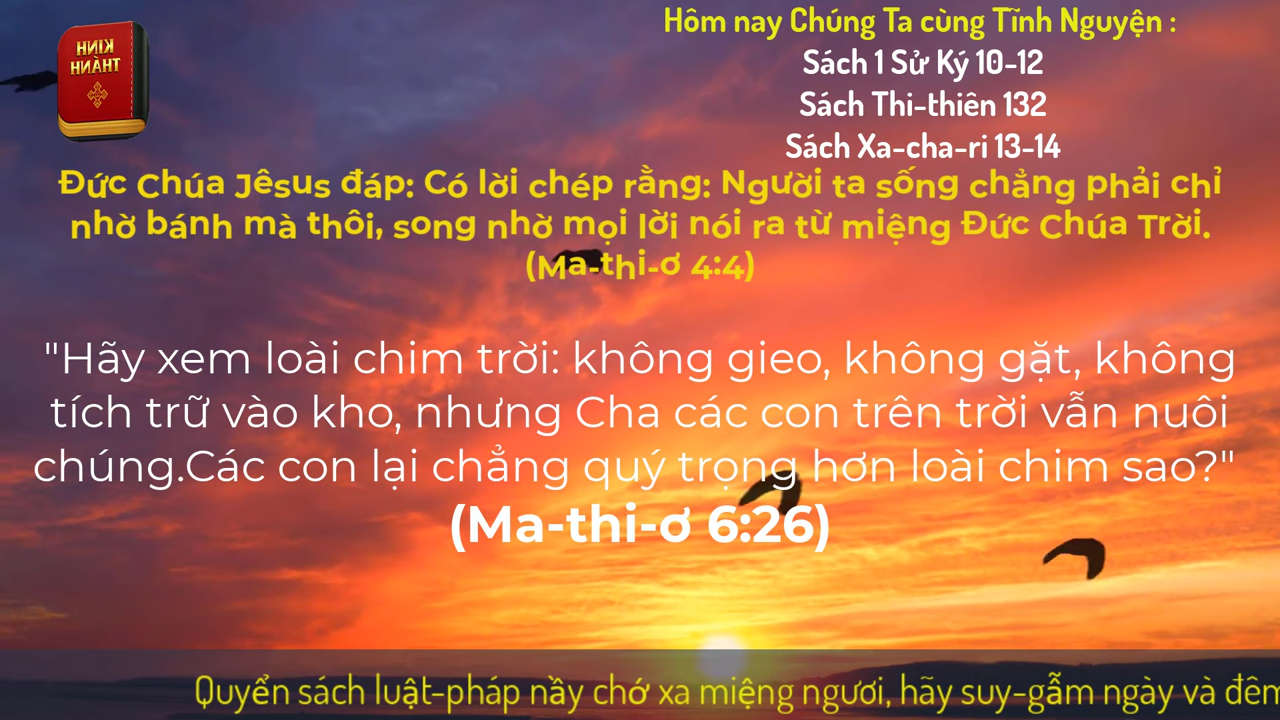 KINH
THÁNH
Hôm nay Chúng Ta cùng Tĩnh Nguyện :
Sách 1 Sử Ký 10-12
Sách Thi-thiên 132
Sách Xa-cha-ri 13-14
Đức Chúa Jêsus đáp: Có lời chép rằng: Người ta sống chẳng phải chỉ
nhờ bánh mà thôi, song nhờ mọi lời nói ra từ miệng Đức Chúa Trời.
(Ma-thi-ơ 4:4)
"Hãy xem loài chim trời: không gieo, không gặt, không
tích trữ vào kho, nhưng Cha các con trên trời vẫn nuôi
chúng.Các con lại chẳng quý trọng hơn loài chim sao?"
(Ma-thi-ơ 6:26)
Quyển sách luật-pháp nầy chớ xa miệng ngươi, hãy suy-gẫm ngày và đêm